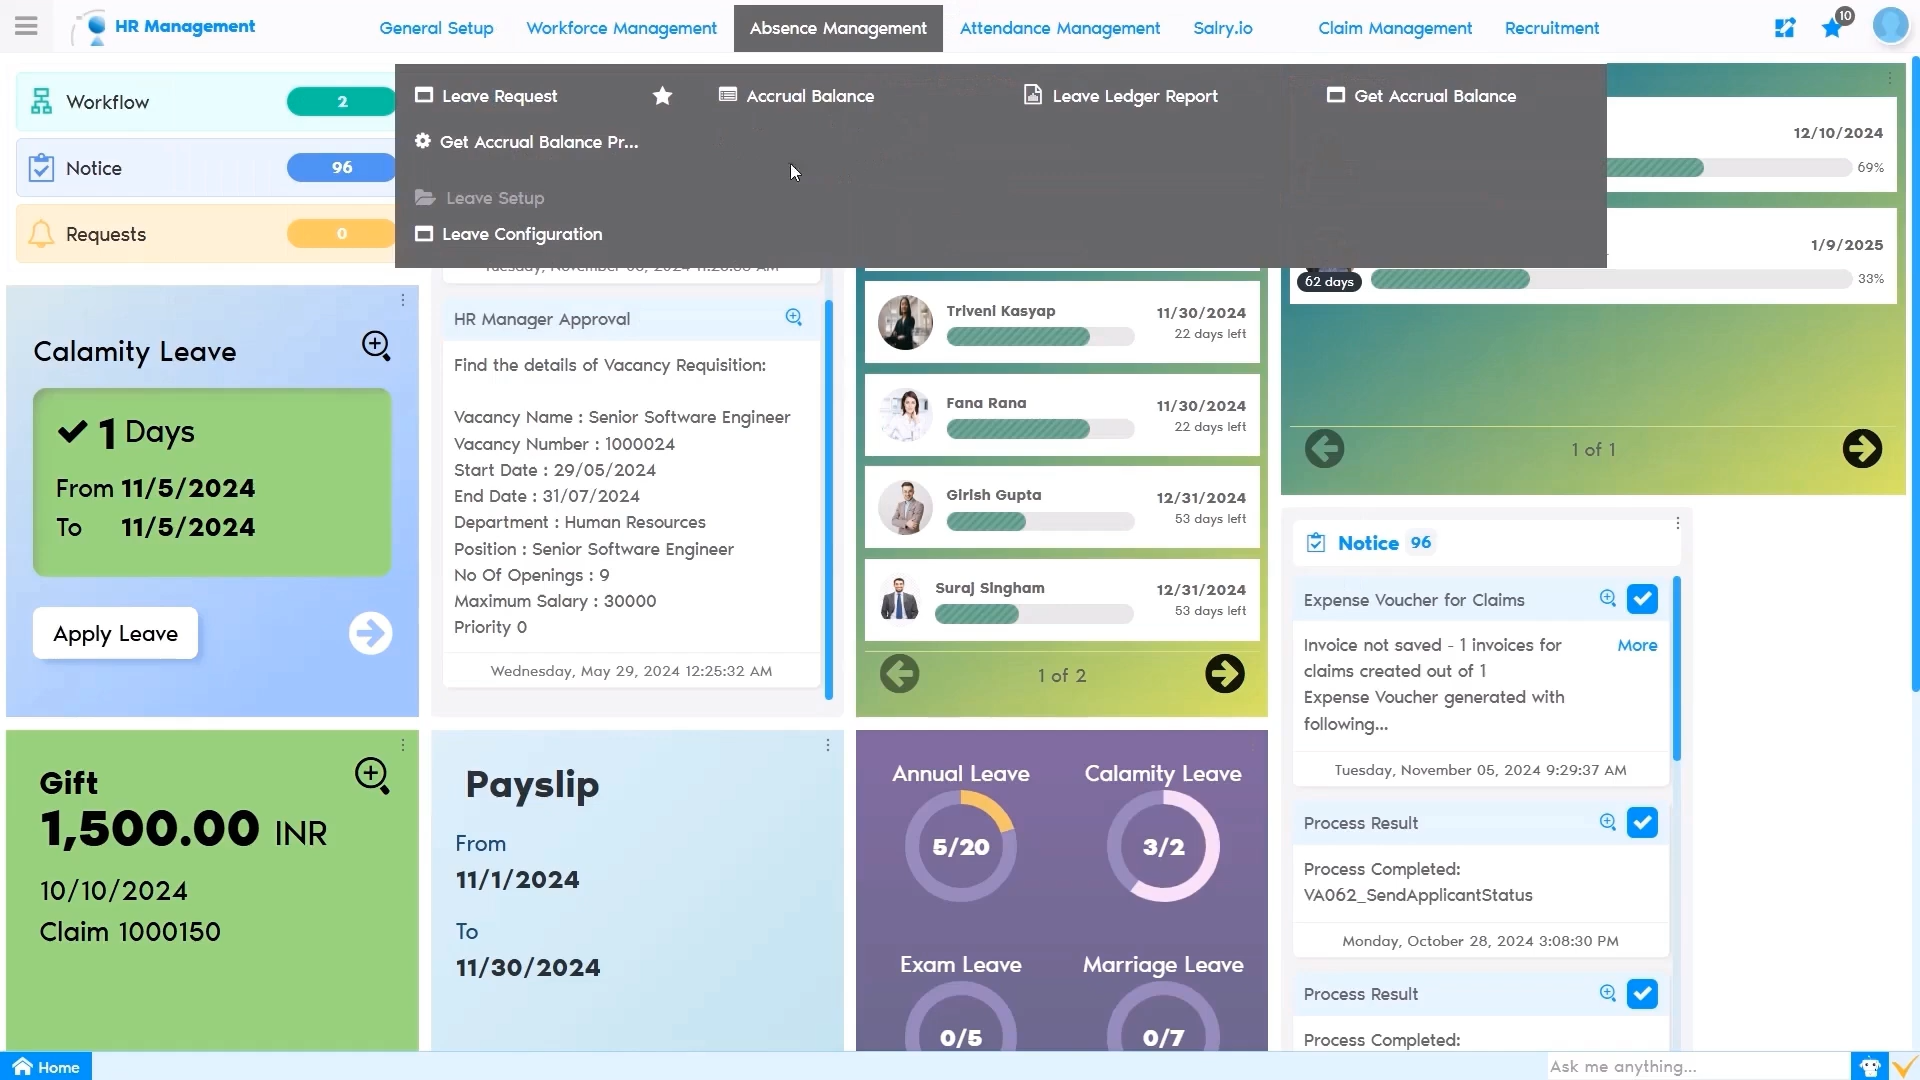 HR Management
General Setup
Workforce Management
Absence Management
Attendance Management
Salry.io
Claim Management
Recruitment
10
Workflow
2
Notice
96
Requests
0
Leave Request
Accrual Balance
Leave Ledger Report
Get Accrual Balance
Get Accrual Balance Pr...
Leave Setup
Leave Configuration
12/10/2024
69%
1/9/2025
62 days
33%
1 of 1
Calamity Leave
1 Days
From 11/5/2024
To 11/5/2024
Apply Leave
HR Manager Approval
Find the details of Vacancy Requisition:
Vacancy Name : Senior Software Engineer
Vacancy Number : 1000024
Start Date : 29/05/2024
End Date : 31/07/2024
Department : Human Resources
Position : Senior Software Engineer
No Of Openings : 9
Maximum Salary : 30000
Priority 0
Wednesday, May 29, 2024 12:25:32 AM
Triveni Kasyap
11/30/2024
22 days left
Fana Rana
11/30/2024
22 days left
Girish Gupta
12/31/2024
53 days left
Suraj Singham
12/31/2024
53 days left
1 of 2
Notice 96
Expense Voucher for Claims
Invoice not saved - 1 invoices for
claims created out of 1
Expense Voucher generated with
following...
More
Tuesday, November 05, 2024 9:29:37 AM
Process Result
Process Completed:
VA062_SendApplicantStatus
Monday, October 28, 2024 3:08:30 PM
Process Result
Process Completed:
Gift
1,500.00 INR
10/10/2024
Claim 1000150
Payslip
From
11/1/2024
To
11/30/2024
Annual Leave
5/20
Calamity Leave
3/2
Exam Leave
0/5
Marriage Leave
0/7
Home
Ask me anything...